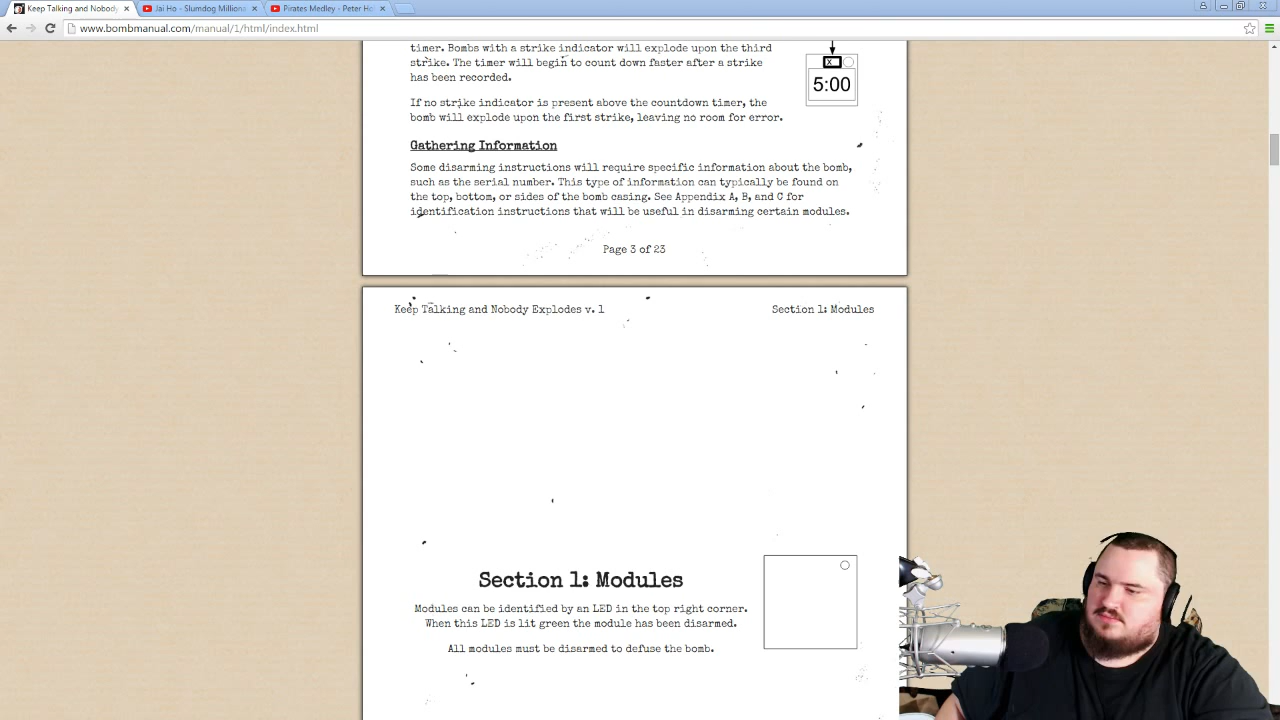 Keep Talking and Nobody
Jai Ho - Slumdog Million
Pirates Medley - Peter Ho
www.bombmanual.com/manual/1/html/index.html
timer. Bombs with a strike indicator will explode upon the third
strike. The timer will begin to count down faster after a strike
has been recorded.
X
5:00
If no strike indicator is present above the countdown timer, the
bomb will explode upon the first strike, leaving no room for error.
Gathering Information
Some disarming instructions will require specific information about the bomb,
such as the serial number. This type of information can typically be found on
the top, bottom, or sides of the bomb casing. See Appendix A, B, and C for
identification instructions that will be useful in disarming certain modules.
Page 3 of 23
Keep Talking and Nobody Explodes v. 1
Section 1: Modules
Section 1: Modules
Modules can be identified by an LED in the top right corner.
When this LED is lit green the module has been disarmed.
All modules must be disarmed to defuse the bomb.